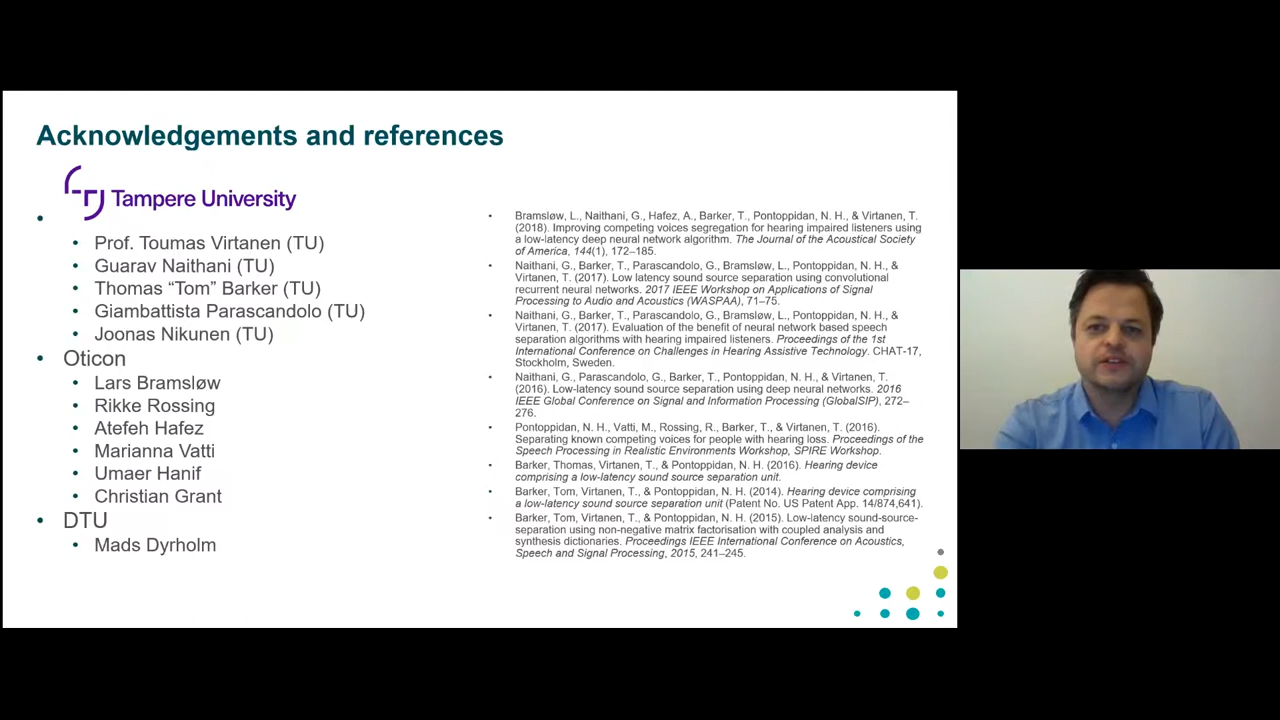 Acknowledgements and references
Tampere University
Prof. Toumas Virtanen (TU)
Guarav Naithani (TU)
Thomas “Tom” Barker (TU)
Giambattista Parascandolo (TU)
Joonas Nikunen (TU)
Oticon
Lars Bramsløw
Rikke Rossing
Atefeh Hafez
Marianna Vatti
Umaer Hanif
Christian Grant
DTU
Mads Dyrholm
Bramsløw, L., Naithani, G., Hafez, A., Barker, T., Pontoppidan, N. H., & Virtanen, T.
(2018). Improving competing voices segregation for hearing impaired listeners using
a low-latency deep neural network algorithm. The Journal of the Acoustical Society
of America, 144(1), 172–185.
Naithani, G., Barker, T., Parascandolo, G., Bramsløw, L., Pontoppidan, N. H., &
Virtanen, T. (2017). Low latency sound source separation using convolutional
recurrent neural networks. 2017 IEEE Workshop on Applications of Signal
Processing to Audio and Acoustics (WASPAA), 71–75.
Naithani, G., Barker, T., Parascandolo, G., Bramsløw, L., Pontoppidan, N. H., &
Virtanen, T. (2017). Evaluation of the benefit of neural network based speech
separation algorithms with hearing impaired listeners. Proceedings of the 1st
International Conference on Challenges in Hearing Assistive Technology. CHAT-17,
Stockholm, Sweden.
Naithani, G., Parascandolo, G., Barker, T., Pontoppidan, N. H., & Virtanen, T.
(2016). Low-latency sound source separation using deep neural networks. 2016
IEEE Global Conference on Signal and Information Processing (GlobalSIP), 272–
276.
Pontoppidan, N. H., Vatti, M., Rossing, R., Barker, T., & Virtanen, T. (2016).
Separating known competing voices for people with hearing loss. Proceedings of the
Speech Processing in Realistic Environments Workshop, SPIRE Workshop.
Barker, Thomas, Virtanen, T., & Pontoppidan, N. H. (2016). Hearing device
comprising a low-latency sound source separation unit.
Barker, Tom, Virtanen, T., & Pontoppidan, N. H. (2014). Hearing device comprising
a low-latency sound source separation unit (Patent No. US Patent App. 14/874,641).
Barker, Tom, Virtanen, T., & Pontoppidan, N. H. (2015). Low-latency sound-source-
separation using non-negative matrix factorisation with coupled analysis and
synthesis dictionaries. Proceedings IEEE International Conference on Acoustics,
Speech and Signal Processing, 2015, 241–245.